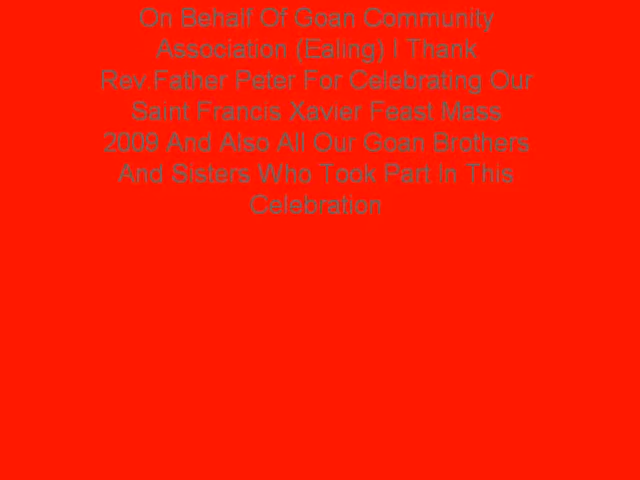 On Behalf Of Goan Community
Association (Ealing) I Thank
Rev.Father Peter For Celebrating Our
Saint Francis Xavier Feast Mass
2009 And Also All Our Goan Brothers
And Sisters Who Took Part In This
Celebration